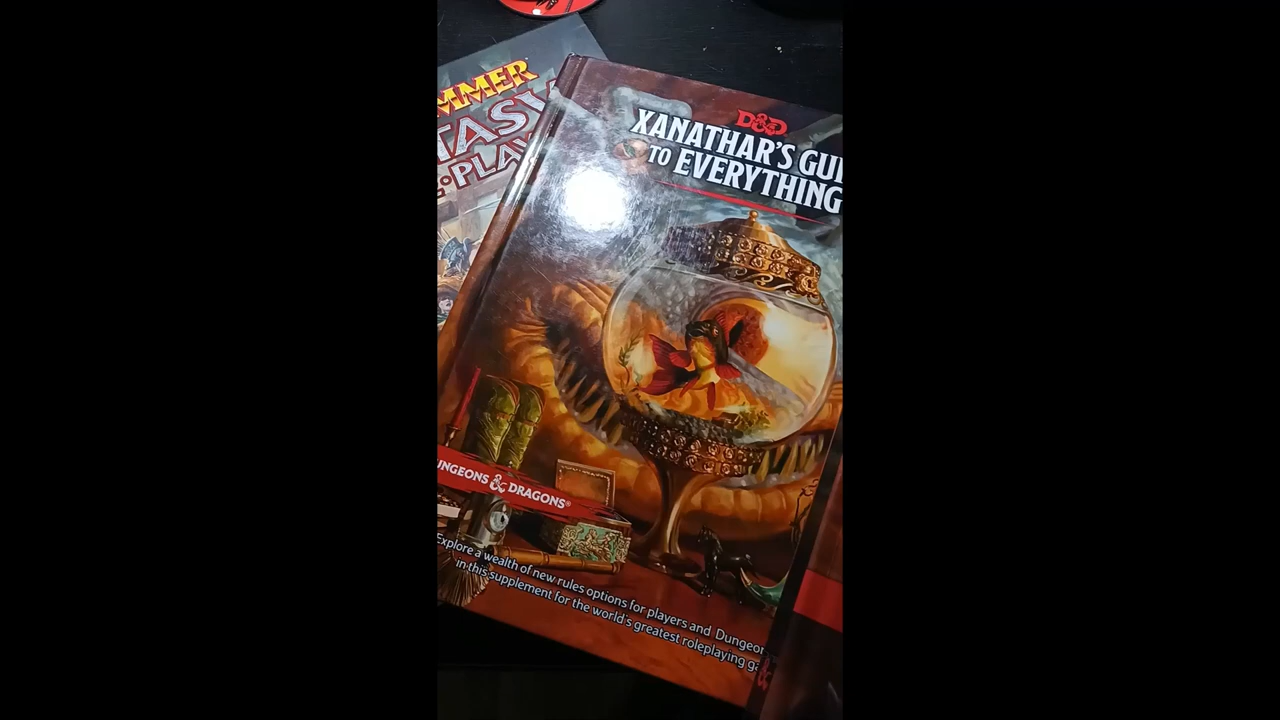 MMER
TASY
PLAY
D&D
XANATHAR'S GUI
TO EVERYTHING
UNGEONS & DRAGONS®
Explore a wealth of new rules options for players and Dungeon
in this supplement for the world's greatest roleplaying ga